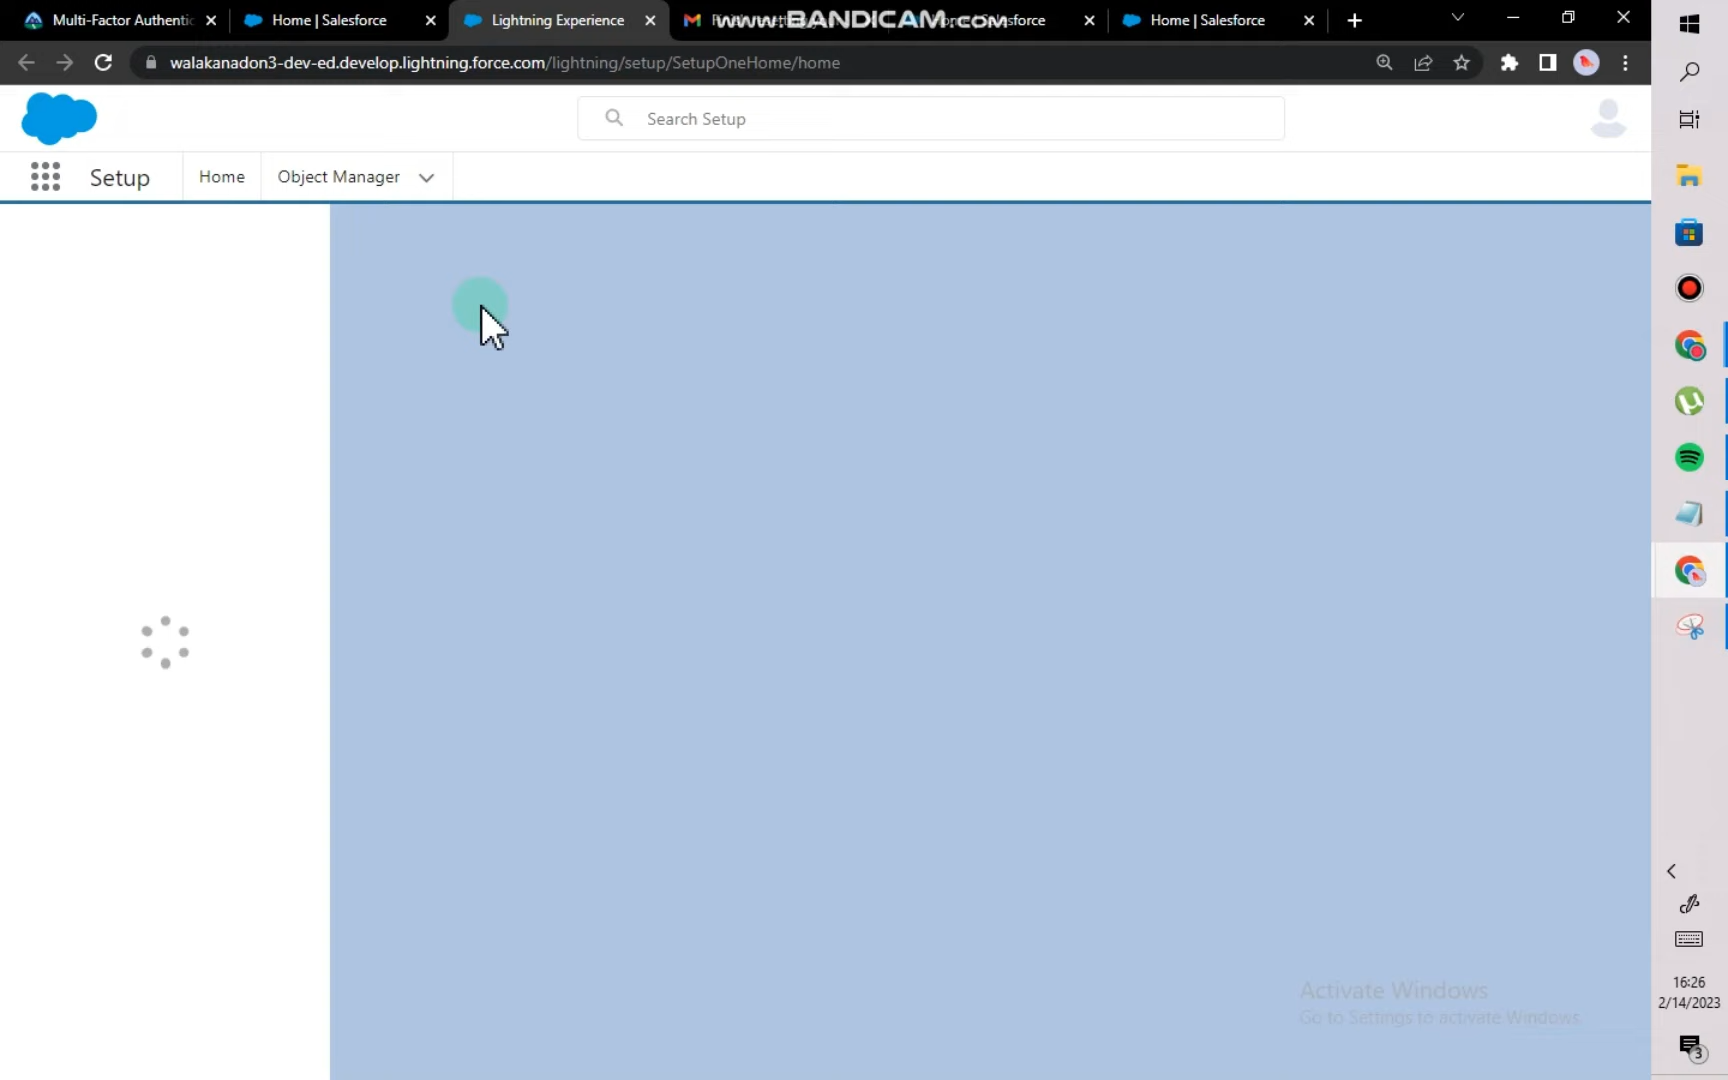 Multi-Factor Authentic
Home | Salesforce
Lightning Experience
www.BANDICAM.com
Salesforce
Home | Salesforce
walakanadon3-dev-ed.develop.lightning.force.com/lightning/setup/SetupOneHome/home
Search Setup
Setup
Home
Object Manager
Activate Windows
Go to Settings to activate Windows.
16:26
2/14/2023
3